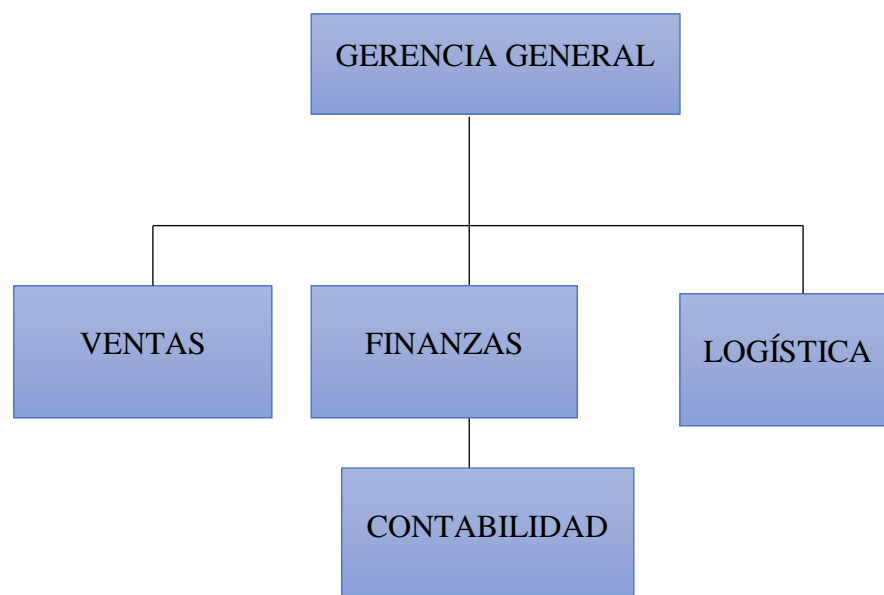 GERENCIA GENERAL
VENTAS
FINANZAS
LOGÍSTICA
CONTABILIDAD